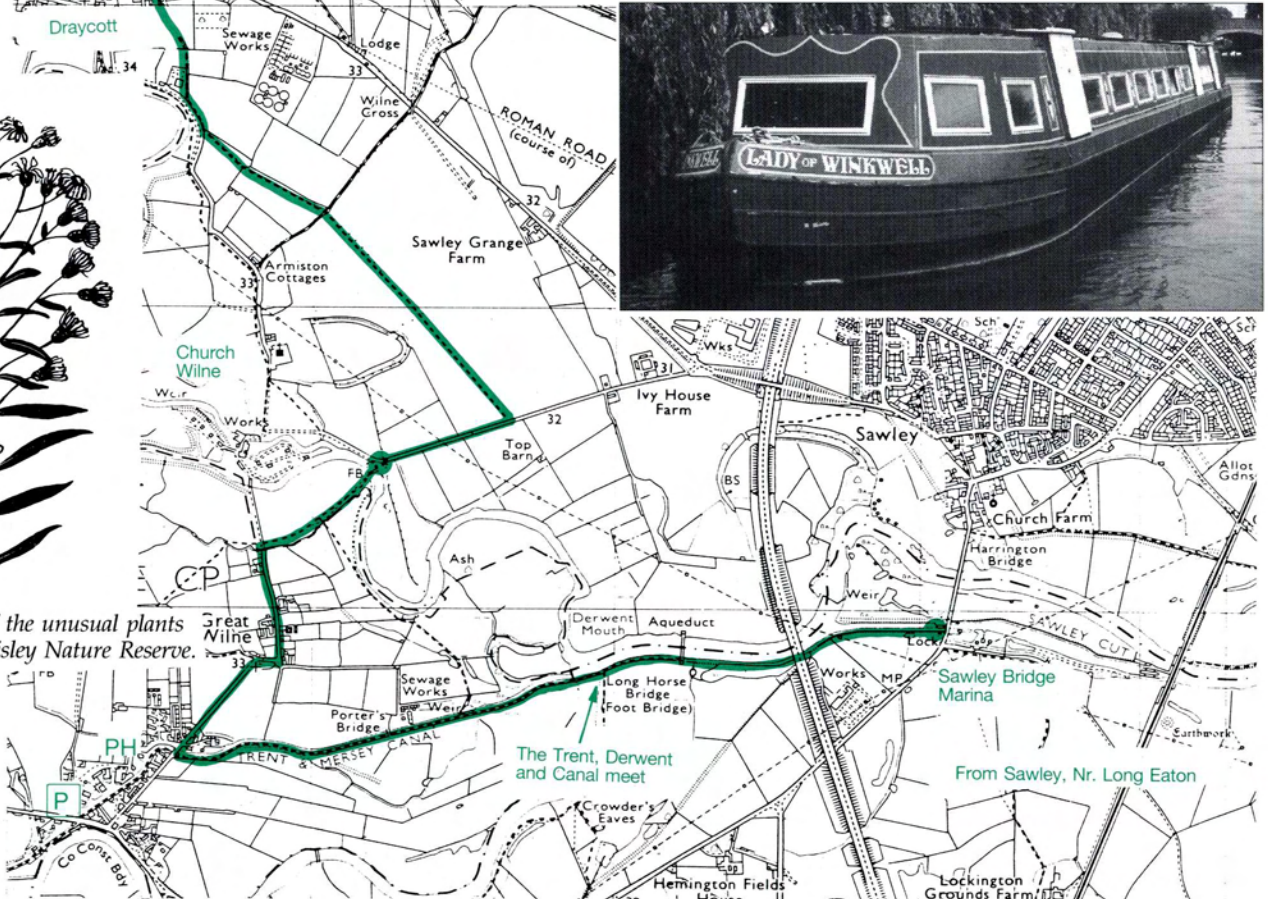 Draycott
34
Sewage
Works
Lodge
33
Wilne
Cross
ROMAN ROAD
(course of)
32
Sawley Grange
Farm
LADY OF WINKWELL
Armiston
Cottages
33
Church
Wilne
Weir
Works
Wks
31
Ivy House
Farm
32
Top
Barn
FB
Sch
Sawley
BS
Allot
Gdns
Church Farm
Harrington
Bridge
CP
Ash
Weir
Great
Wilne
33
Derwent
Mouth
Aqueduct
Lock
SAWLEY CUT
the unusual plants
sley Nature Reserve.
FB
Sewage
Works
Weir
Porter's
Bridge
Long Horse
Bridge
(Foot Bridge)
Works
MP
Sawley Bridge
Marina
TRENT & MERSEY CANAL
PH
P
The Trent, Derwent
and Canal meet
Earthwork
From Sawley, Nr. Long Eaton
Crowder's
Eaves
Co Const Bdy
Hemington Fields
House
Lockington
Grounds Farm